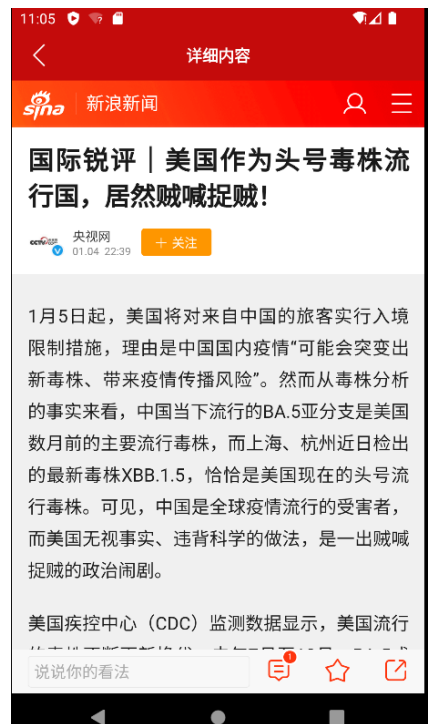 11:05
详细内容
sina 新浪新闻
国际锐评｜美国作为头号毒株流
行国，居然贼喊捉贼！
央视网
01.04 22:39
＋ 关注
1月5日起，美国将对来自中国的旅客实行入境
限制措施，理由是中国国内疫情“可能会突变出
新毒株、带来疫情传播风险”。然而从毒株分析
的事实来看，中国当下流行的BA.5亚分支是美国
数月前的主要流行毒株，而上海、杭州近日检出
的最新毒株XBB.1.5，恰恰是美国现在的头号流
行毒株。可见，中国是全球疫情流行的受害者，
而美国无视事实、违背科学的做法，是一出贼喊
捉贼的政治闹剧。
美国疾控中心（CDC）监测数据显示，美国流行
说说你的看法
1